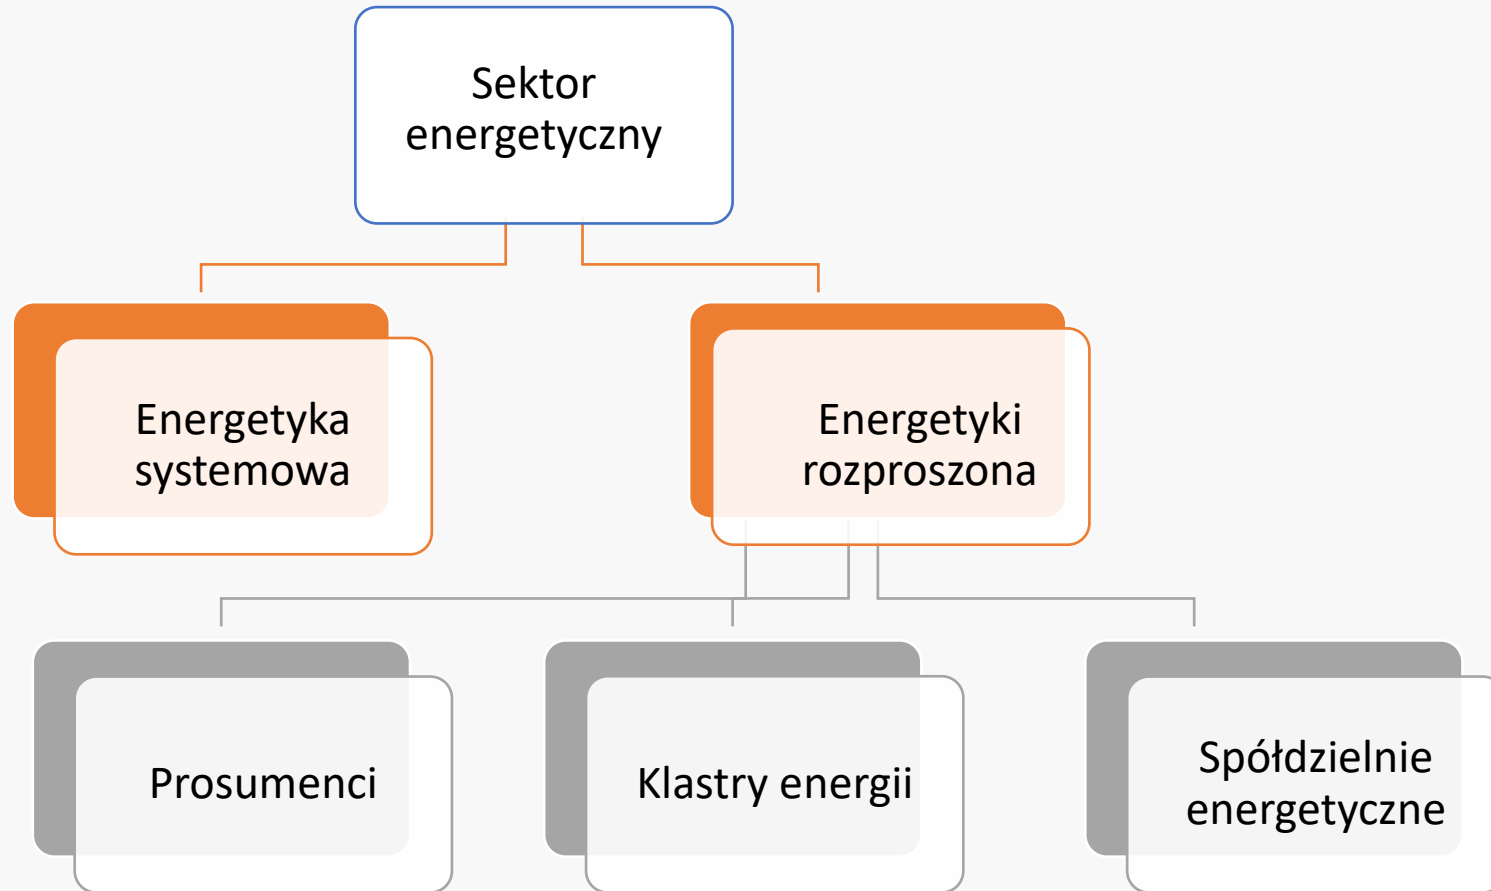 Sektor
energetyczny
Energetyka
systemowa
Energetyki
rozproszona
Prosumenci
Klastry energii
Spółdzielnie
energetyczne